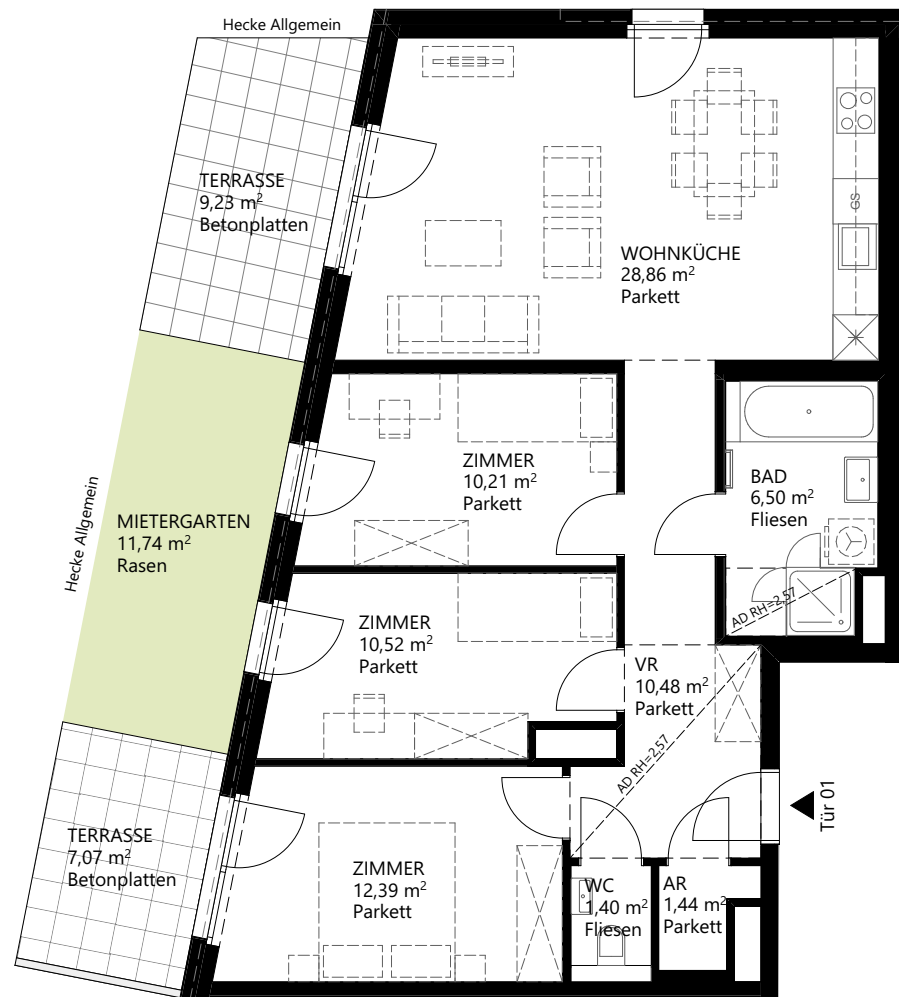 Hecke Allgemein
TERRASSE
9,23 m²
Betonplatten
WOHNKÜCHE
28,86 m²
Parkett
GS
ZIMMER
10,21 m²
Parkett
BAD
6,50 m²
Fliesen
Hecke Allgemein
MIETERGARTEN
11,74 m²
Rasen
AD RH=2,57
ZIMMER
10,52 m²
Parkett
VR
10,48 m²
Parkett
AD RH=2,57
Tür 01
TERRASSE
7,07 m²
Betonplatten
ZIMMER
12,39 m²
Parkett
WC
1,40 m²
Fliesen
AR
1,44 m²
Parkett